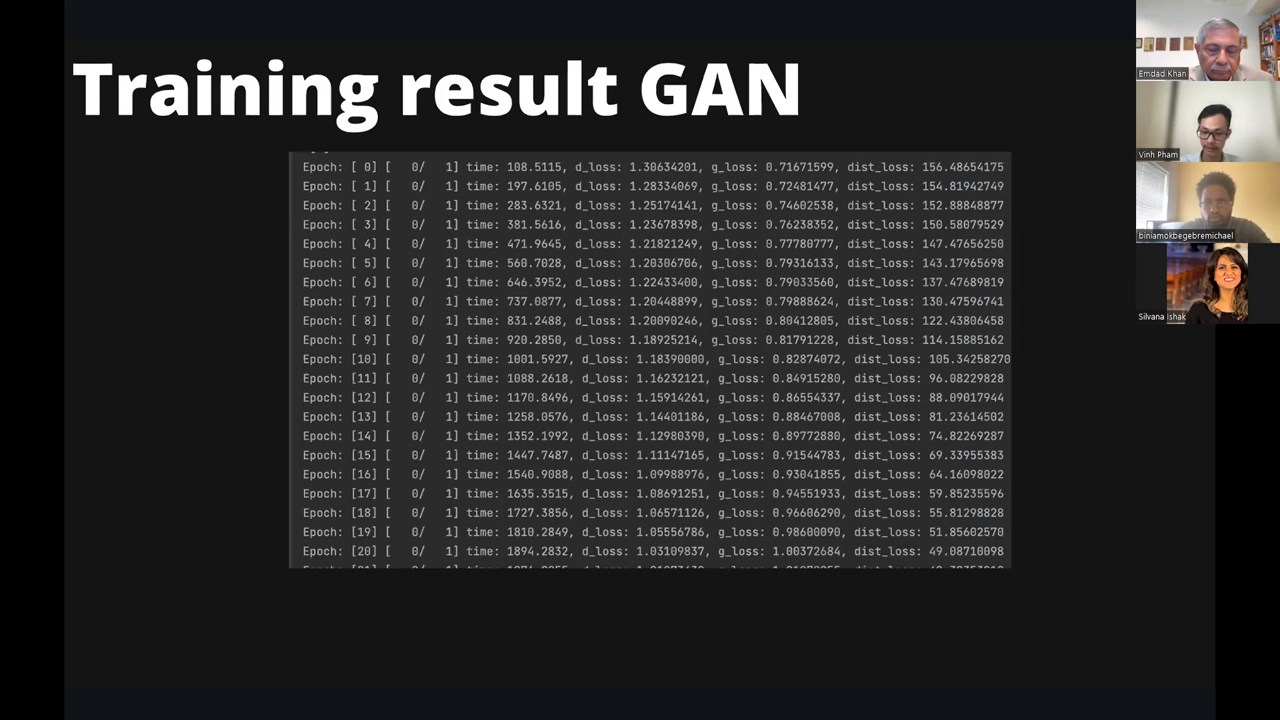 Training result GAN
Epoch: [ 0] [   0/   1] time: 108.5115, d_loss: 1.30634201, g_loss: 0.71671599, dist_loss: 156.48654175
Epoch: [ 1] [   0/   1] time: 197.6105, d_loss: 1.28334069, g_loss: 0.72481477, dist_loss: 154.81942749
Epoch: [ 2] [   0/   1] time: 283.6321, d_loss: 1.25174141, g_loss: 0.74602538, dist_loss: 152.88848877
Epoch: [ 3] [   0/   1] time: 381.5616, d_loss: 1.23678398, g_loss: 0.76238352, dist_loss: 150.58079529
Epoch: [ 4] [   0/   1] time: 471.9645, d_loss: 1.21821249, g_loss: 0.77780777, dist_loss: 147.47656250
Epoch: [ 5] [   0/   1] time: 560.7028, d_loss: 1.20306706, g_loss: 0.79316133, dist_loss: 143.17965698
Epoch: [ 6] [   0/   1] time: 646.3952, d_loss: 1.22433400, g_loss: 0.79033560, dist_loss: 137.47689819
Epoch: [ 7] [   0/   1] time: 737.0877, d_loss: 1.20448899, g_loss: 0.79888624, dist_loss: 130.47596741
Epoch: [ 8] [   0/   1] time: 831.2488, d_loss: 1.20090246, g_loss: 0.80412805, dist_loss: 122.43806458
Epoch: [ 9] [   0/   1] time: 920.2850, d_loss: 1.18925214, g_loss: 0.81791228, dist_loss: 114.15885162
Epoch: [10] [   0/   1] time: 1001.5927, d_loss: 1.18390000, g_loss: 0.82874072, dist_loss: 105.34258270
Epoch: [11] [   0/   1] time: 1088.2618, d_loss: 1.16232121, g_loss: 0.84915280, dist_loss: 96.08229828
Epoch: [12] [   0/   1] time: 1170.8496, d_loss: 1.15914261, g_loss: 0.86554337, dist_loss: 88.09017944
Epoch: [13] [   0/   1] time: 1258.0576, d_loss: 1.14401186, g_loss: 0.88467008, dist_loss: 81.23614502
Epoch: [14] [   0/   1] time: 1352.1992, d_loss: 1.12980390, g_loss: 0.89772880, dist_loss: 74.82269287
Epoch: [15] [   0/   1] time: 1447.7487, d_loss: 1.11147165, g_loss: 0.91544783, dist_loss: 69.33955383
Epoch: [16] [   0/   1] time: 1540.9088, d_loss: 1.09988976, g_loss: 0.93041855, dist_loss: 64.16098022
Epoch: [17] [   0/   1] time: 1635.3515, d_loss: 1.08691251, g_loss: 0.94551933, dist_loss: 59.85235596
Epoch: [18] [   0/   1] time: 1727.3856, d_loss: 1.06571126, g_loss: 0.96606290, dist_loss: 55.81298828
Epoch: [19] [   0/   1] time: 1810.2849, d_loss: 1.05556786, g_loss: 0.98600090, dist_loss: 51.85602570
Epoch: [20] [   0/   1] time: 1894.2832, d_loss: 1.03109837, g_loss: 1.00372684, dist_loss: 49.08710098
Emdad Khan
Vinh Pham
biniamokbegebremichael
Silvana Ishak